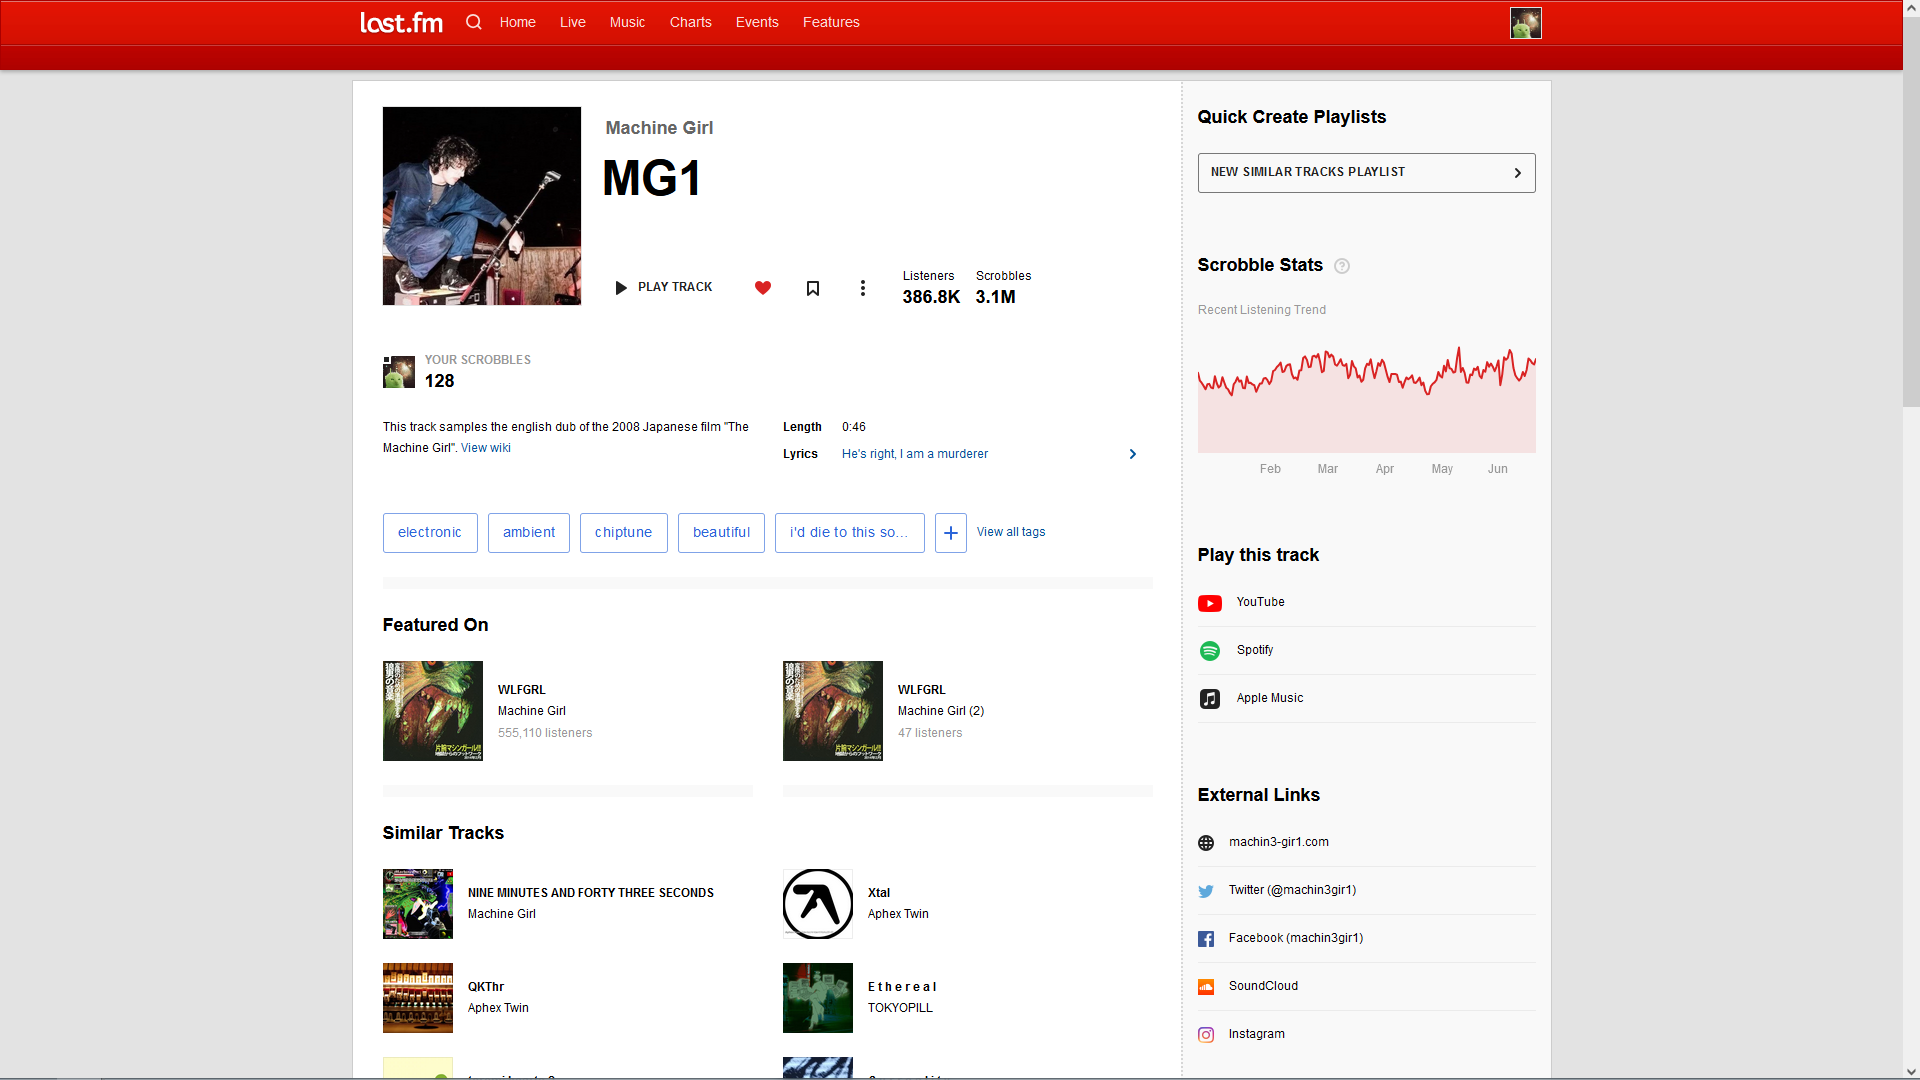 last.fm
Home
Live
Music
Charts
Events
Features
Machine Girl
MG1
PLAY TRACK
Listeners
386.8K
Scrobbles
3.1M
YOUR SCROBBLES
128
This track samples the english dub of the 2008 Japanese film "The
Machine Girl". View wiki
Length 0:46
Lyrics He's right, I am a murderer
electronic
ambient
chiptune
beautiful
i'd die to this so...
View all tags
Featured On
WLFGRL
Machine Girl
555,110 listeners
WLFGRL
Machine Girl (2)
47 listeners
Similar Tracks
NINE MINUTES AND FORTY THREE SECONDS
Machine Girl
Xtal
Aphex Twin
QKThr
Aphex Twin
E t h e r e a l
TOKYOPILL
Quick Create Playlists
NEW SIMILAR TRACKS PLAYLIST
Scrobble Stats ?
Recent Listening Trend
Feb Mar Apr May Jun
Play this track
YouTube
Spotify
Apple Music
External Links
machin3-gir1.com
Twitter (@machin3gir1)
Facebook (machin3gir1)
SoundCloud
Instagram